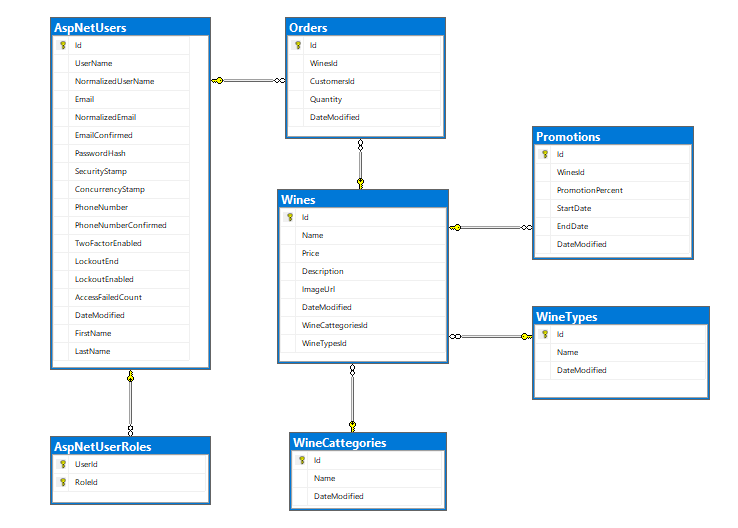 AspNetUsers
Id
UserName
NormalizedUserName
Email
NormalizedEmail
EmailConfirmed
PasswordHash
SecurityStamp
ConcurrencyStamp
PhoneNumber
PhoneNumberConfirmed
TwoFactorEnabled
LockoutEnd
LockoutEnabled
AccessFailedCount
DateModified
FirstName
LastName
Orders
Id
WinesId
CustomersId
Quantity
DateModified
Promotions
Id
WinesId
PromotionPercent
StartDate
EndDate
DateModified
Wines
Id
Name
Price
Description
ImageUrl
DateModified
WineCattegoriesId
WineTypesId
WineTypes
Id
Name
DateModified
AspNetUserRoles
UserId
RoleId
WineCattegories
Id
Name
DateModified